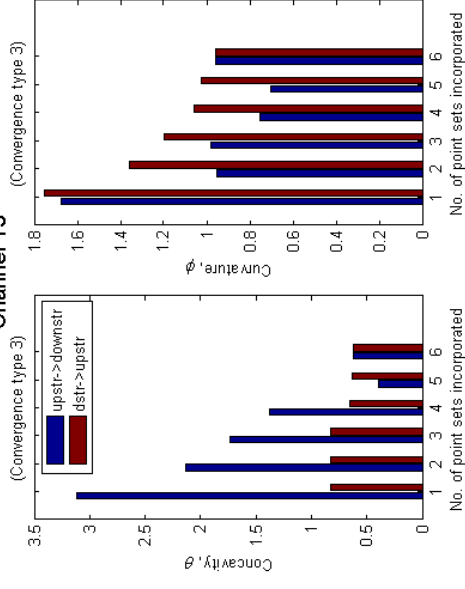 Channel
(Convergence type 3)
upstr->downstr
dstr->upstr
3.5
3
2.5
2
1.5
1
0.5
0
Concavity, θ
1 2 3 4 5 6
No. of point sets incorporated
(Convergence type 3)
1.8
1.6
1.4
1.2
1
0.8
0.6
0.4
0.2
0
Curvature, φ
1 2 3 4 5 6
No. of point sets incorporated